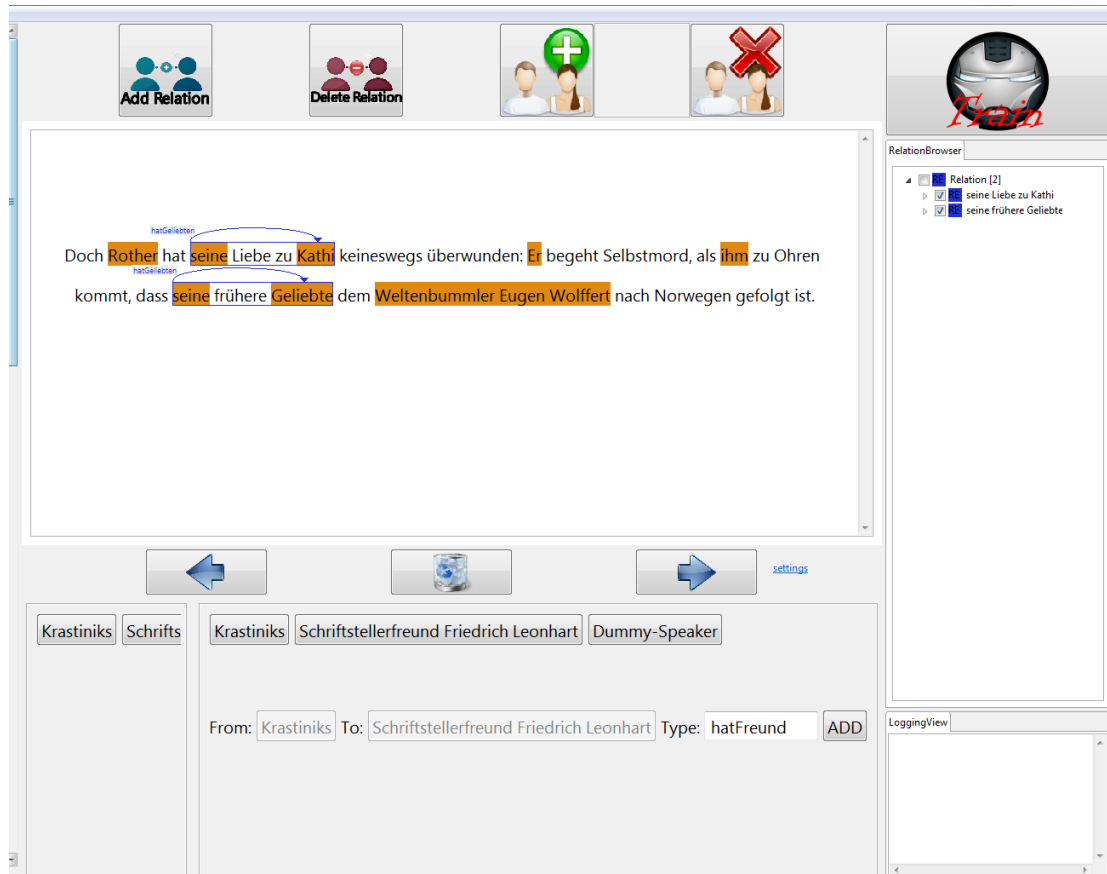 Add Relation
Delete Relation
Train
RelationBrowser
RE Relation [2]
RE seine Liebe zu Kathi
RE seine frühere Geliebte
hatGeliebten
Doch Rother hat seine Liebe zu Kathi keineswegs überwunden: Er begeht Selbstmord, als ihm zu Ohren
hatGeliebten
kommt, dass seine frühere Geliebte dem Weltenbummler Eugen Wolffert nach Norwegen gefolgt ist.
settings
Krastiniks Schrifts
Krastiniks Schriftstellerfreund Friedrich Leonhart Dummy-Speaker
From: Krastiniks To: Schriftstellerfreund Friedrich Leonhart Type: hatFreund ADD
LoggingView